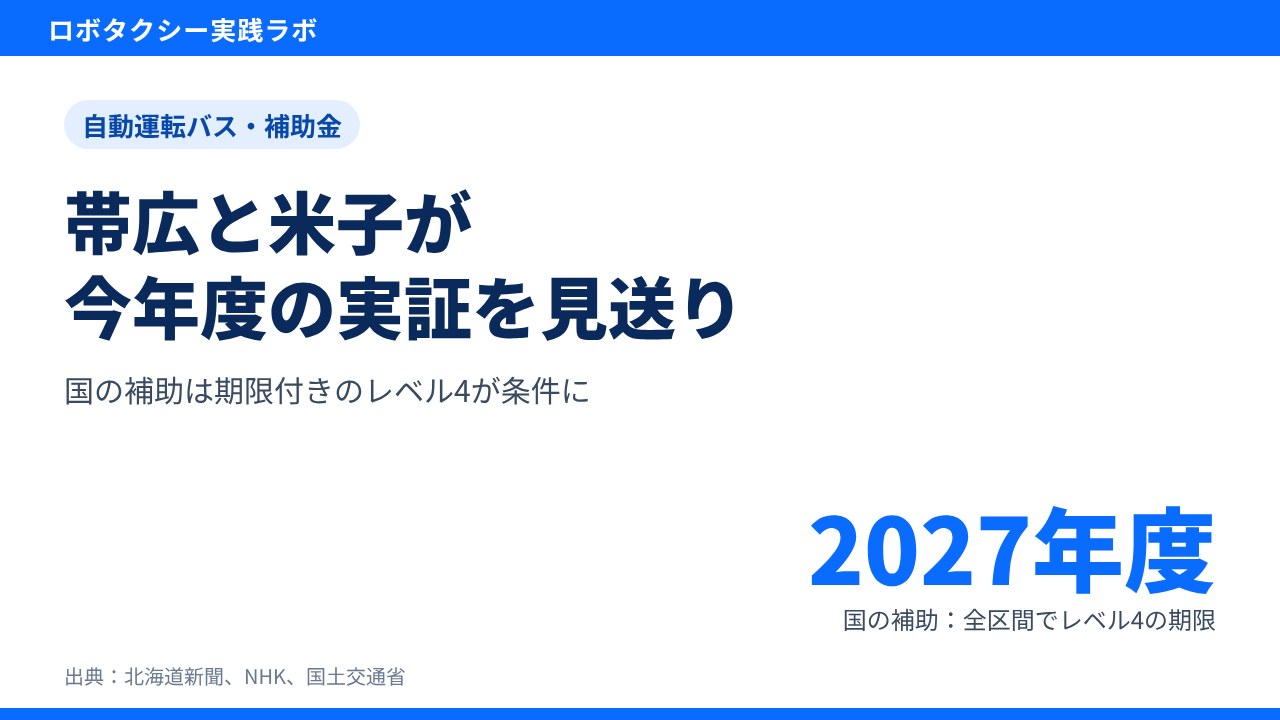 ロボタクシー実践ラボ
自動運転バス・補助金
帯広と米子が
今年度の実証を見送り
国の補助は期限付きのレベル4が条件に
2027年度
国の補助：全区間でレベル4の期限
出典：北海道新聞、NHK、国土交通省